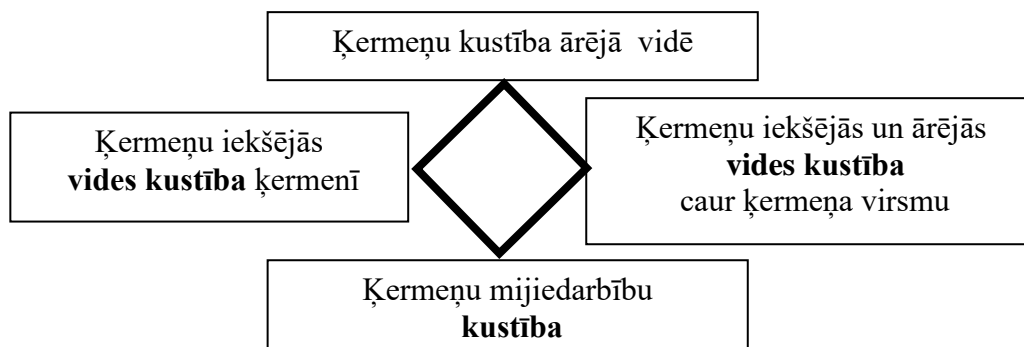 Ķermeņu kustība ārējā vidē
Ķermeņu iekšējās
vides kustība ķermenī
Ķermeņu iekšējās un ārējās
vides kustība
caur ķermeņa virsmu
Ķermeņu mijiedarbību
kustība